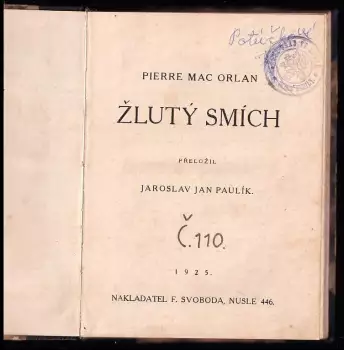 PIERRE MAC ORLAN
ŽLUTÝ SMÍCH
PŘELOŽIL
JAROSLAV JAN PAULÍK.
Č.110.
1925.
NAKLADATEL F. SVOBODA, NUSLE 446.